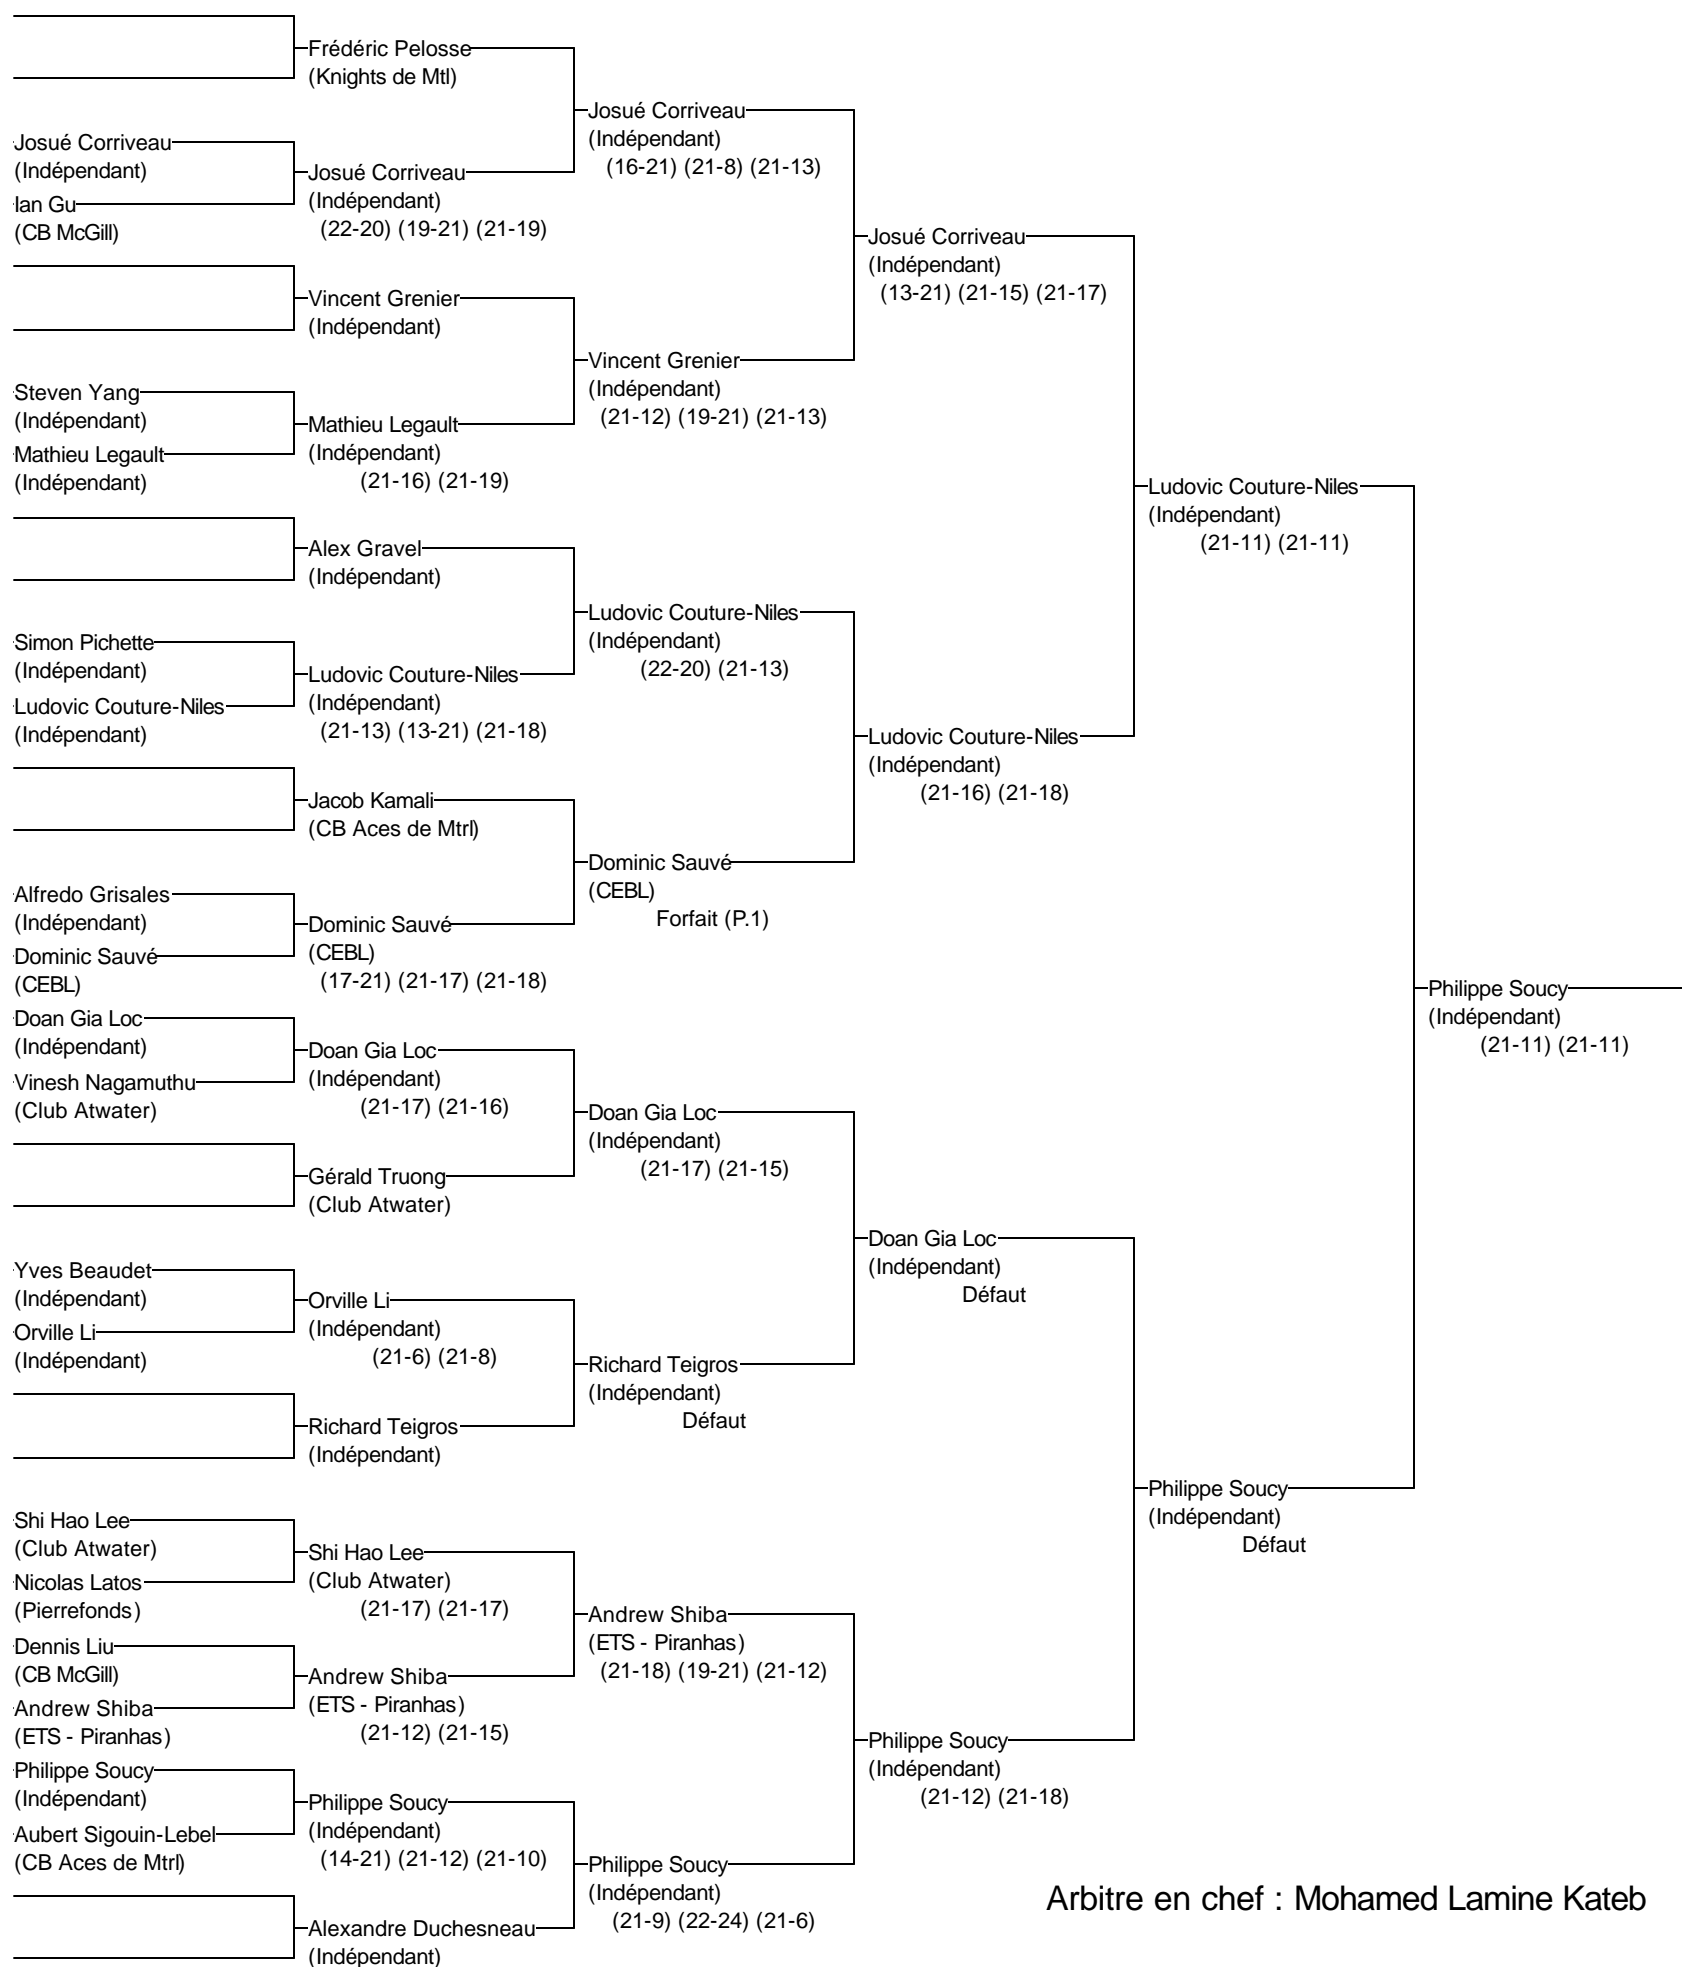 Frédéric Pelosse
(Knights de Mtl)
Josué Corriveau
(Indépendant)
(16-21) (21-8) (21-13)
Josué Corriveau
(Indépendant)
Ian Gu
(CB McGill)
Josué Corriveau
(Indépendant)
(22-20) (19-21) (21-19)
Josué Corriveau
(Indépendant)
(13-21) (21-15) (21-17)
Vincent Grenier
(Indépendant)
Vincent Grenier
(Indépendant)
(21-12) (19-21) (21-13)
Steven Yang
(Indépendant)
Mathieu Legault
(Indépendant)
Mathieu Legault
(Indépendant)
(21-16) (21-19)
Ludovic Couture-Niles
(Indépendant)
(21-11) (21-11)
Alex Gravel
(Indépendant)
Ludovic Couture-Niles
(Indépendant)
(22-20) (21-13)
Simon Pichette
(Indépendant)
Ludovic Couture-Niles
(Indépendant)
Ludovic Couture-Niles
(Indépendant)
(21-13) (13-21) (21-18)
Ludovic Couture-Niles
(Indépendant)
(21-16) (21-18)
Jacob Kamali
(CB Aces de Mtrl)
Dominic Sauvé
(CEBL)
Forfait (P.1)
Alfredo Grisales
(Indépendant)
Dominic Sauvé
(CEBL)
Dominic Sauvé
(CEBL)
(17-21) (21-17) (21-18)
Philippe Soucy
(Indépendant)
(21-11) (21-11)
Doan Gia Loc
(Indépendant)
Vinesh Nagamuthu
(Club Atwater)
Doan Gia Loc
(Indépendant)
(21-17) (21-16)
Doan Gia Loc
(Indépendant)
(21-17) (21-15)
Gérald Truong
(Club Atwater)
Doan Gia Loc
(Indépendant)
Défaut
Yves Beaudet
(Indépendant)
Orville Li
(Indépendant)
Orville Li
(Indépendant)
(21-6) (21-8)
Richard Teigros
(Indépendant)
Défaut
Richard Teigros
(Indépendant)
Philippe Soucy
(Indépendant)
Défaut
Shi Hao Lee
(Club Atwater)
Nicolas Latos
(Pierrefonds)
Shi Hao Lee
(Club Atwater)
(21-17) (21-17)
Andrew Shiba
(ETS - Piranhas)
(21-18) (19-21) (21-12)
Dennis Liu
(CB McGill)
Andrew Shiba
(ETS - Piranhas)
Andrew Shiba
(ETS - Piranhas)
(21-12) (21-15)
Philippe Soucy
(Indépendant)
(21-12) (21-18)
Philippe Soucy
(Indépendant)
Aubert Sigouin-Lebel
(CB Aces de Mtrl)
Philippe Soucy
(Indépendant)
(14-21) (21-12) (21-10)
Philippe Soucy
(Indépendant)
(21-9) (22-24) (21-6)
Alexandre Duchesneau
(Indépendant)
Arbitre en chef : Mohamed Lamine Kateb